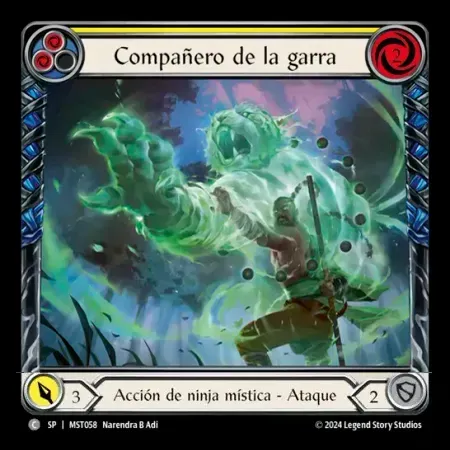 Compañero de la garra
2
3
Acción de ninja mística - Ataque
2
C SP | MST058 Narendra B Adi
© 2024 Legend Story Studios